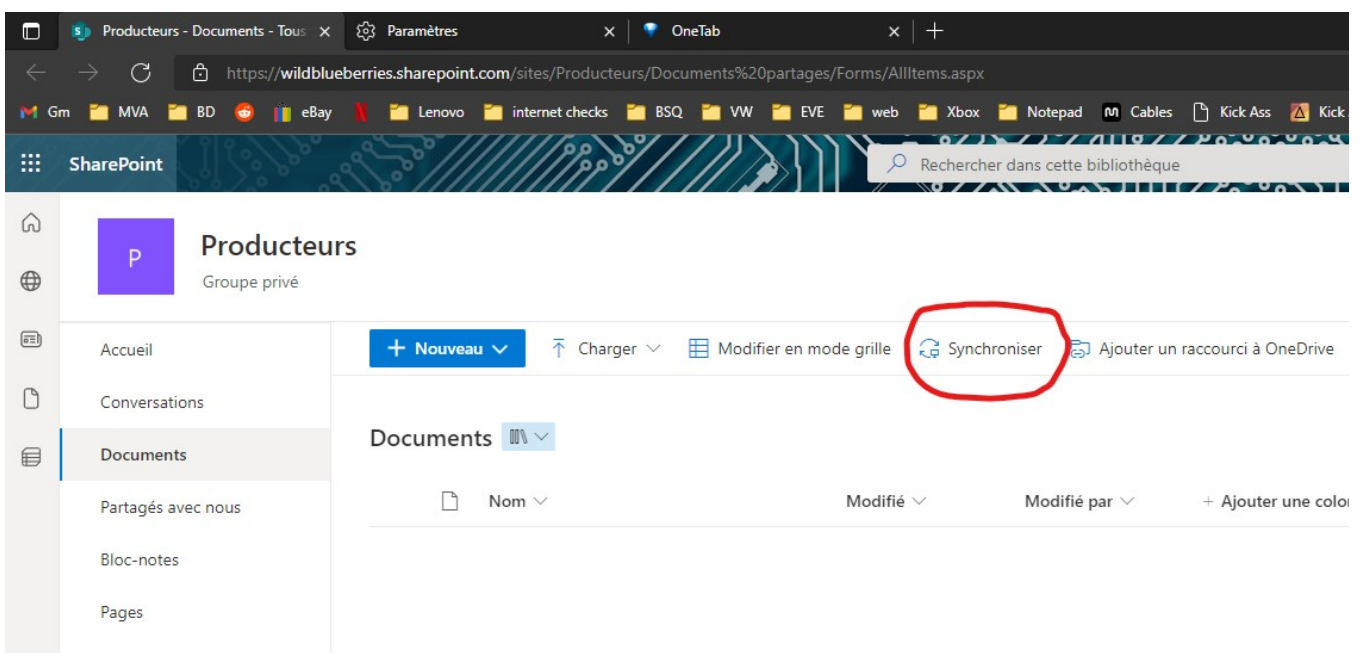 Producteurs - Documents - Tous Paramètres OneTab
https://wildblueberries.sharepoint.com/sites/Producteurs/Documents%20partages/Forms/AllItems.aspx
Gm MVA BD eBay Lenovo internet checks BSQ VW EVE web Xbox Notepad Cables Kick Ass Kick
SharePoint Rechercher dans cette bibliothèque
P Producteurs
Groupe privé
Accueil + Nouveau Charger Modifier en mode grille Synchroniser Ajouter un raccourci à OneDrive
Conversations
Documents
Documents
Partagés avec nous Nom Modifié Modifié par + Ajouter une colo
Bloc-notes
Pages